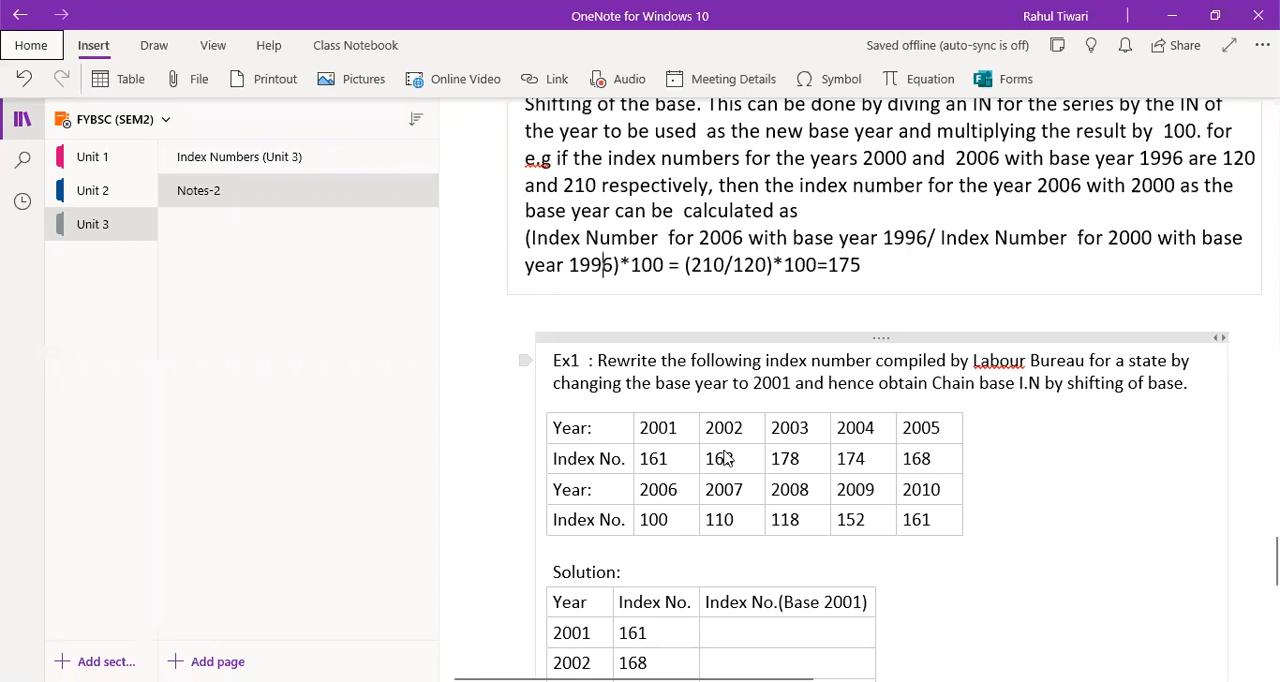 OneNote for Windows 10
Rahul Tiwari
Home Insert Draw View Help Class Notebook
Saved offline (auto-sync is off) Share
Table File Printout Pictures Online Video Link Audio Meeting Details Symbol Equation Forms
FYBSC (SEM2)
Unit 1
Unit 2
Unit 3
Index Numbers (Unit 3)
Notes-2
Add sect...
Add page
Shifting of the base. This can be done by diving an IN for the series by the IN of
the year to be used as the new base year and multiplying the result by 100. for
e.g if the index numbers for the years 2000 and 2006 with base year 1996 are 120
and 210 respectively, then the index number for the year 2006 with 2000 as the
base year can be calculated as
(Index Number for 2006 with base year 1996/ Index Number for 2000 with base
year 1996)*100 = (210/120)*100=175
Ex1 : Rewrite the following index number compiled by Labour Bureau for a state by
changing the base year to 2001 and hence obtain Chain base I.N by shifting of base.
Year: 2001 2002 2003 2004 2005
Index No. 161 178 174 168
Year: 2006 2007 2008 2009 2010
Index No. 100 110 118 152 161
Solution:
Year Index No. Index No.(Base 2001)
2001 161
2002 168